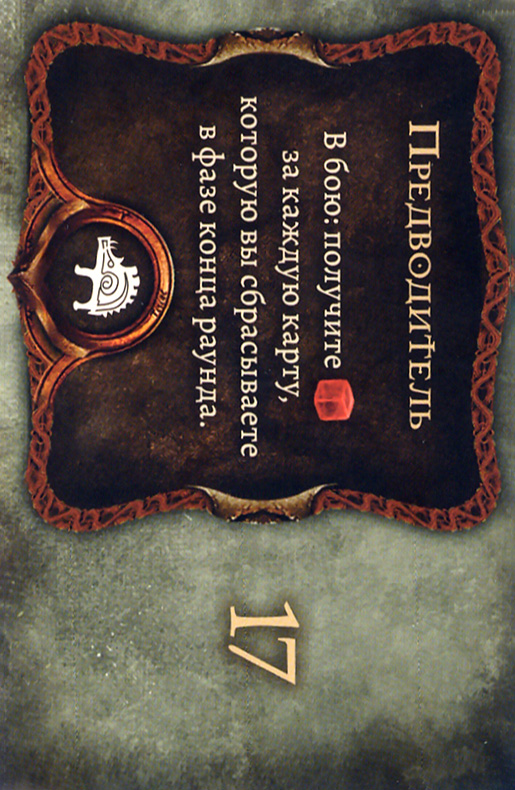 Предводитель
В бою: получите
за каждую карту,
которую вы сбрасываете
в фазе конца раунда.
17